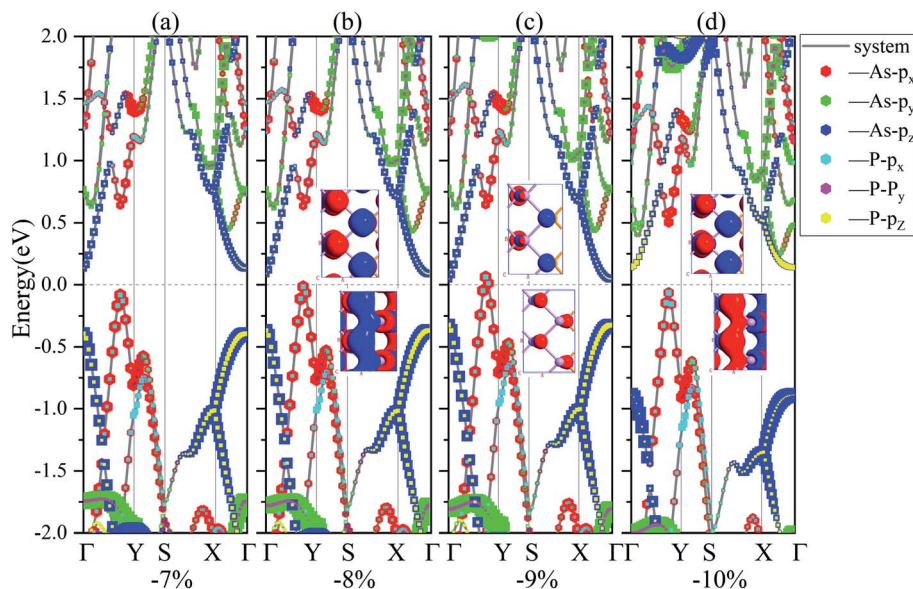 (a) (b) (c) (d)
2.0
1.5
1.0
0.5
0.0
-0.5
-1.0
-1.5
-2.0
Energy(eV)
Γ Y S X Γ Y S X Γ Y S X Γ Y S X Γ
-7% -8% -9% -10%
system
As-px
As-py
As-pz
P-px
P-Py
P-pZ